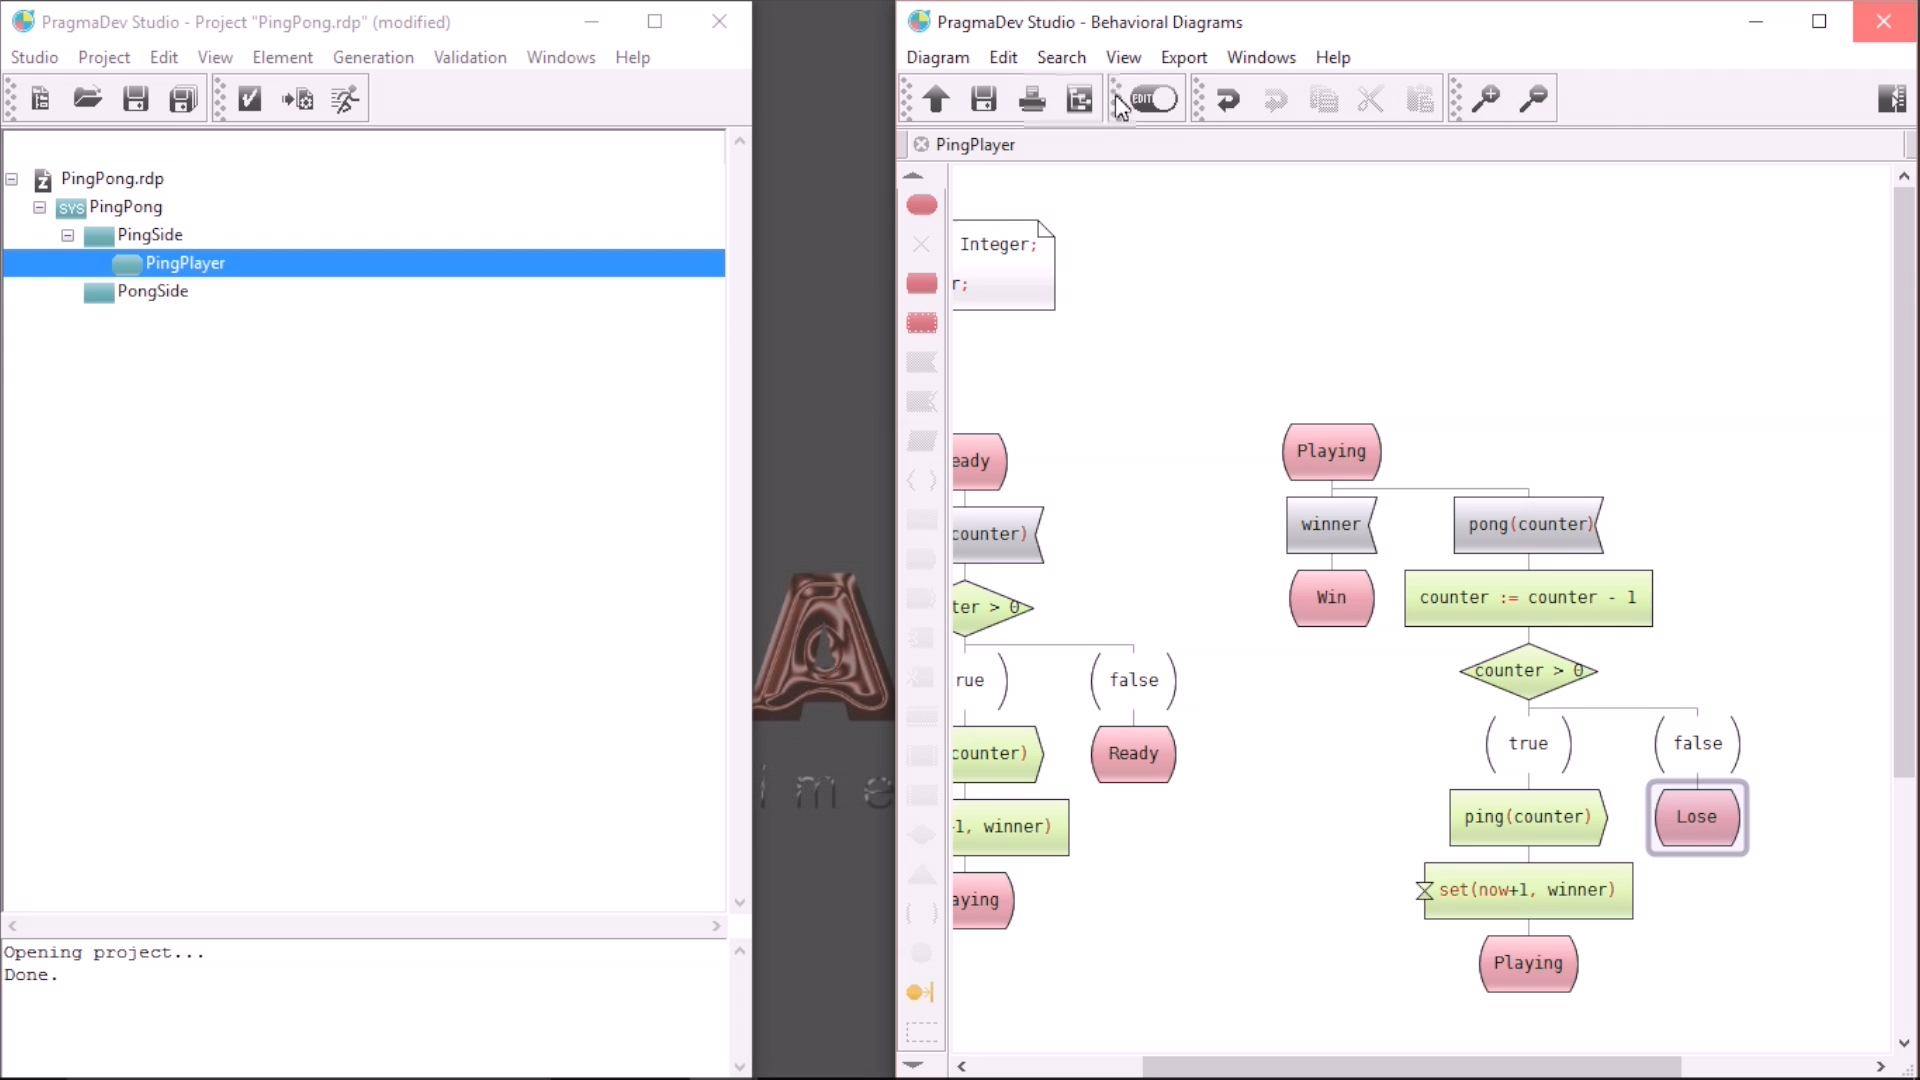 PragmaDev Studio - Project "PingPong.rdp" (modified)
Studio Project Edit View Element Generation Validation Windows Help
PingPong.rdp
SYS PingPong
PingSide
PingPlayer
PongSide
Opening project...
Done.
A
ime
PragmaDev Studio - Behavioral Diagrams
Diagram Edit Search View Export Windows Help
EDIT
PingPlayer
Integer;
r;
eady
counter)
ter > 0
rue
false
counter)
Ready
1, winner)
aying
Playing
winner
pong(counter)
Win
counter := counter - 1
counter > 0
true
false
ping(counter)
Lose
set(now+1, winner)
Playing